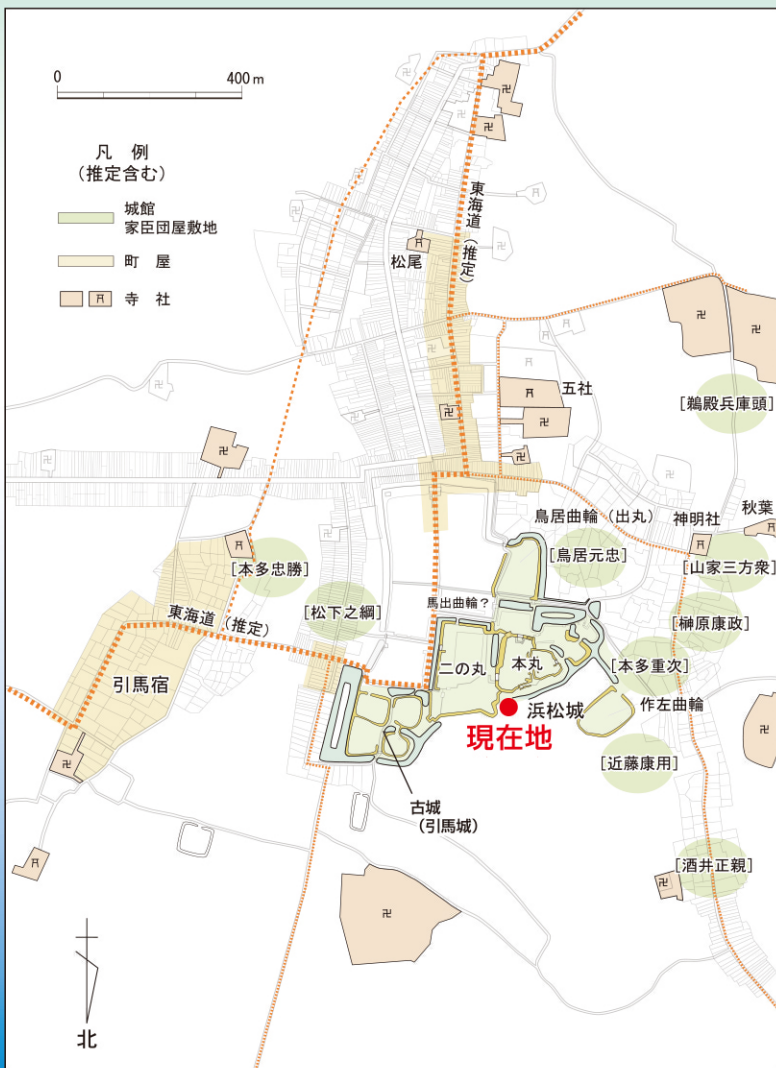 0
400 m
凡 例
(推定含む)
城館
家臣団屋敷地
町 屋
寺 社
東海道(推定)
松尾
五社
[鵜殿兵庫頭]
鳥居曲輪(出丸)
神明社
秋葉
[鳥居元忠]
[山家三方衆]
[本多忠勝]
[松下之綱]
馬出曲輪?
[榊原康政]
東海道(推定)
二の丸
本丸
[本多重次]
引馬宿
浜松城
作左曲輪
現在地
[近藤康用]
古城
(引馬城)
[酒井正親]
北